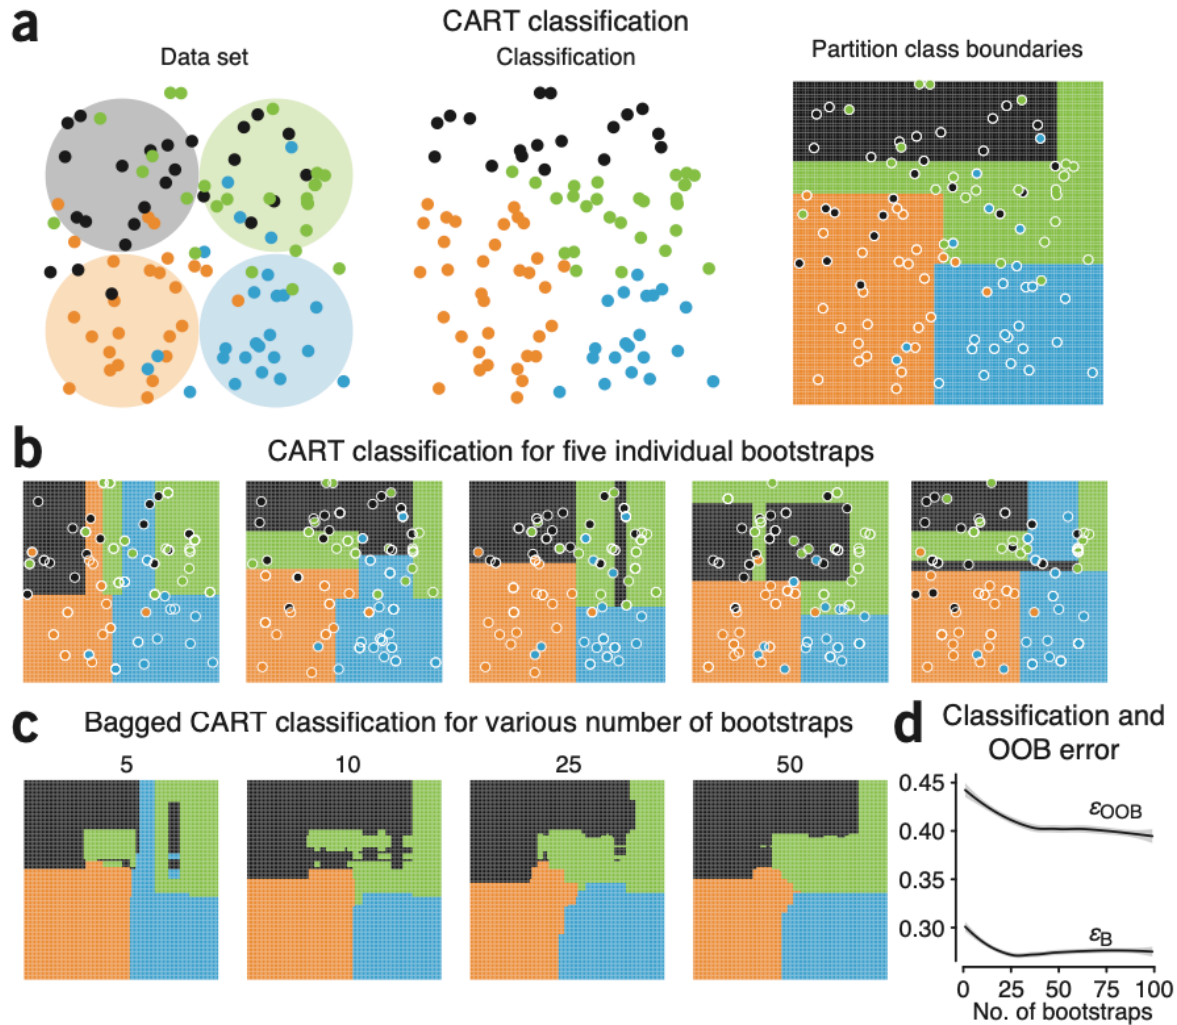 a
CART classification
Data set
Classification
Partition class boundaries
b
CART classification for five individual bootstraps
c
Bagged CART classification for various number of bootstraps
5
10
25
50
d
Classification and
OOB error
0.45
0.40
0.35
0.30
εOOB
εB
0 25 50 75 100
No. of bootstraps